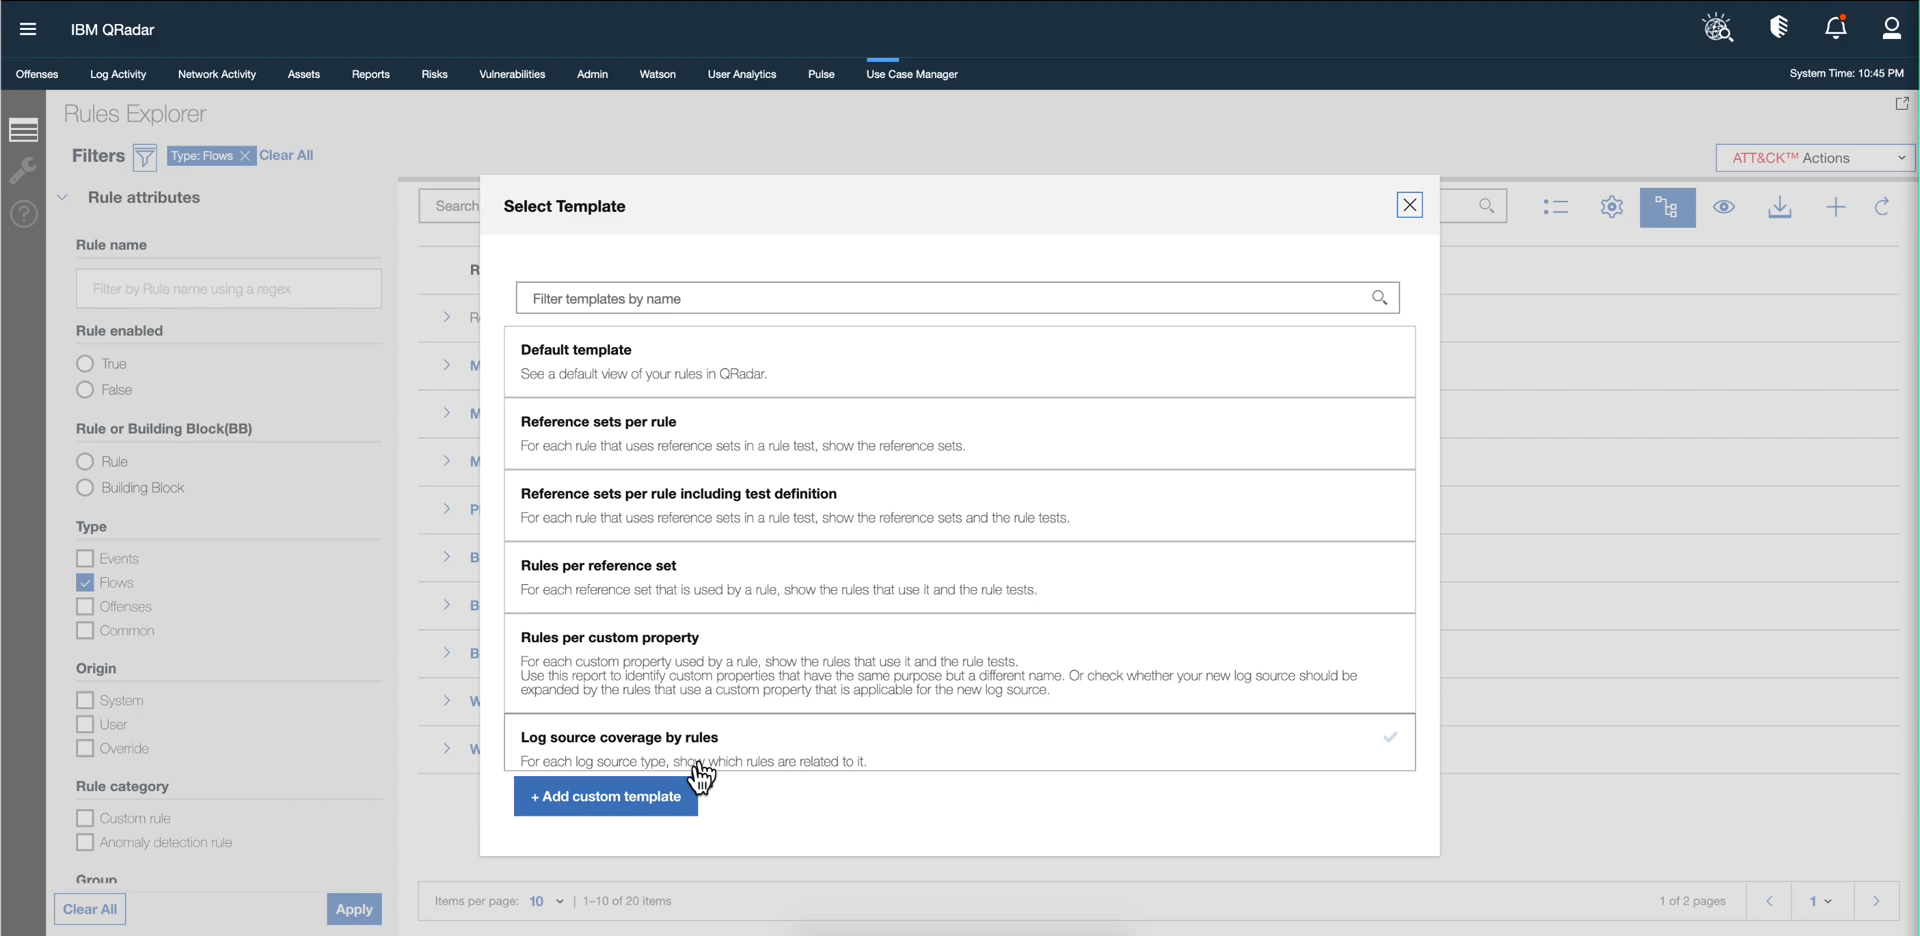 IBM QRadar
Offenses Log Activity Network Activity Assets Reports Risks Vulnerabilities Admin Watson User Analytics Pulse Use Case Manager System Time: 10:45 PM
Rules Explorer
Filters Type: Flows Clear All
ATT&CK™ Actions
Rule attributes
Rule name
Filter by Rule name using a regex
Rule enabled
True
False
Rule or Building Block(BB)
Rule
Building Block
Type
Events
Flows
Offenses
Common
Origin
System
User
Override
Rule category
Custom rule
Anomaly detection rule
Group
Clear All Apply
Search
Select Template
Filter templates by name
Default template
See a default view of your rules in QRadar.
Reference sets per rule
For each rule that uses reference sets in a rule test, show the reference sets.
Reference sets per rule including test definition
For each rule that uses reference sets in a rule test, show the reference sets and the rule tests.
Rules per reference set
For each reference set that is used by a rule, show the rules that use it and the rule tests.
Rules per custom property
For each custom property used by a rule, show the rules that use it and the rule tests.
Use this report to identify custom properties that have the same purpose but a different name. Or check whether your new log source should be
expanded by the rules that use a custom property that is applicable for the new log source.
Log source coverage by rules
For each log source type, show which rules are related to it.
+ Add custom template
Items per page: 10 | 1–10 of 20 items
1 of 2 pages 1